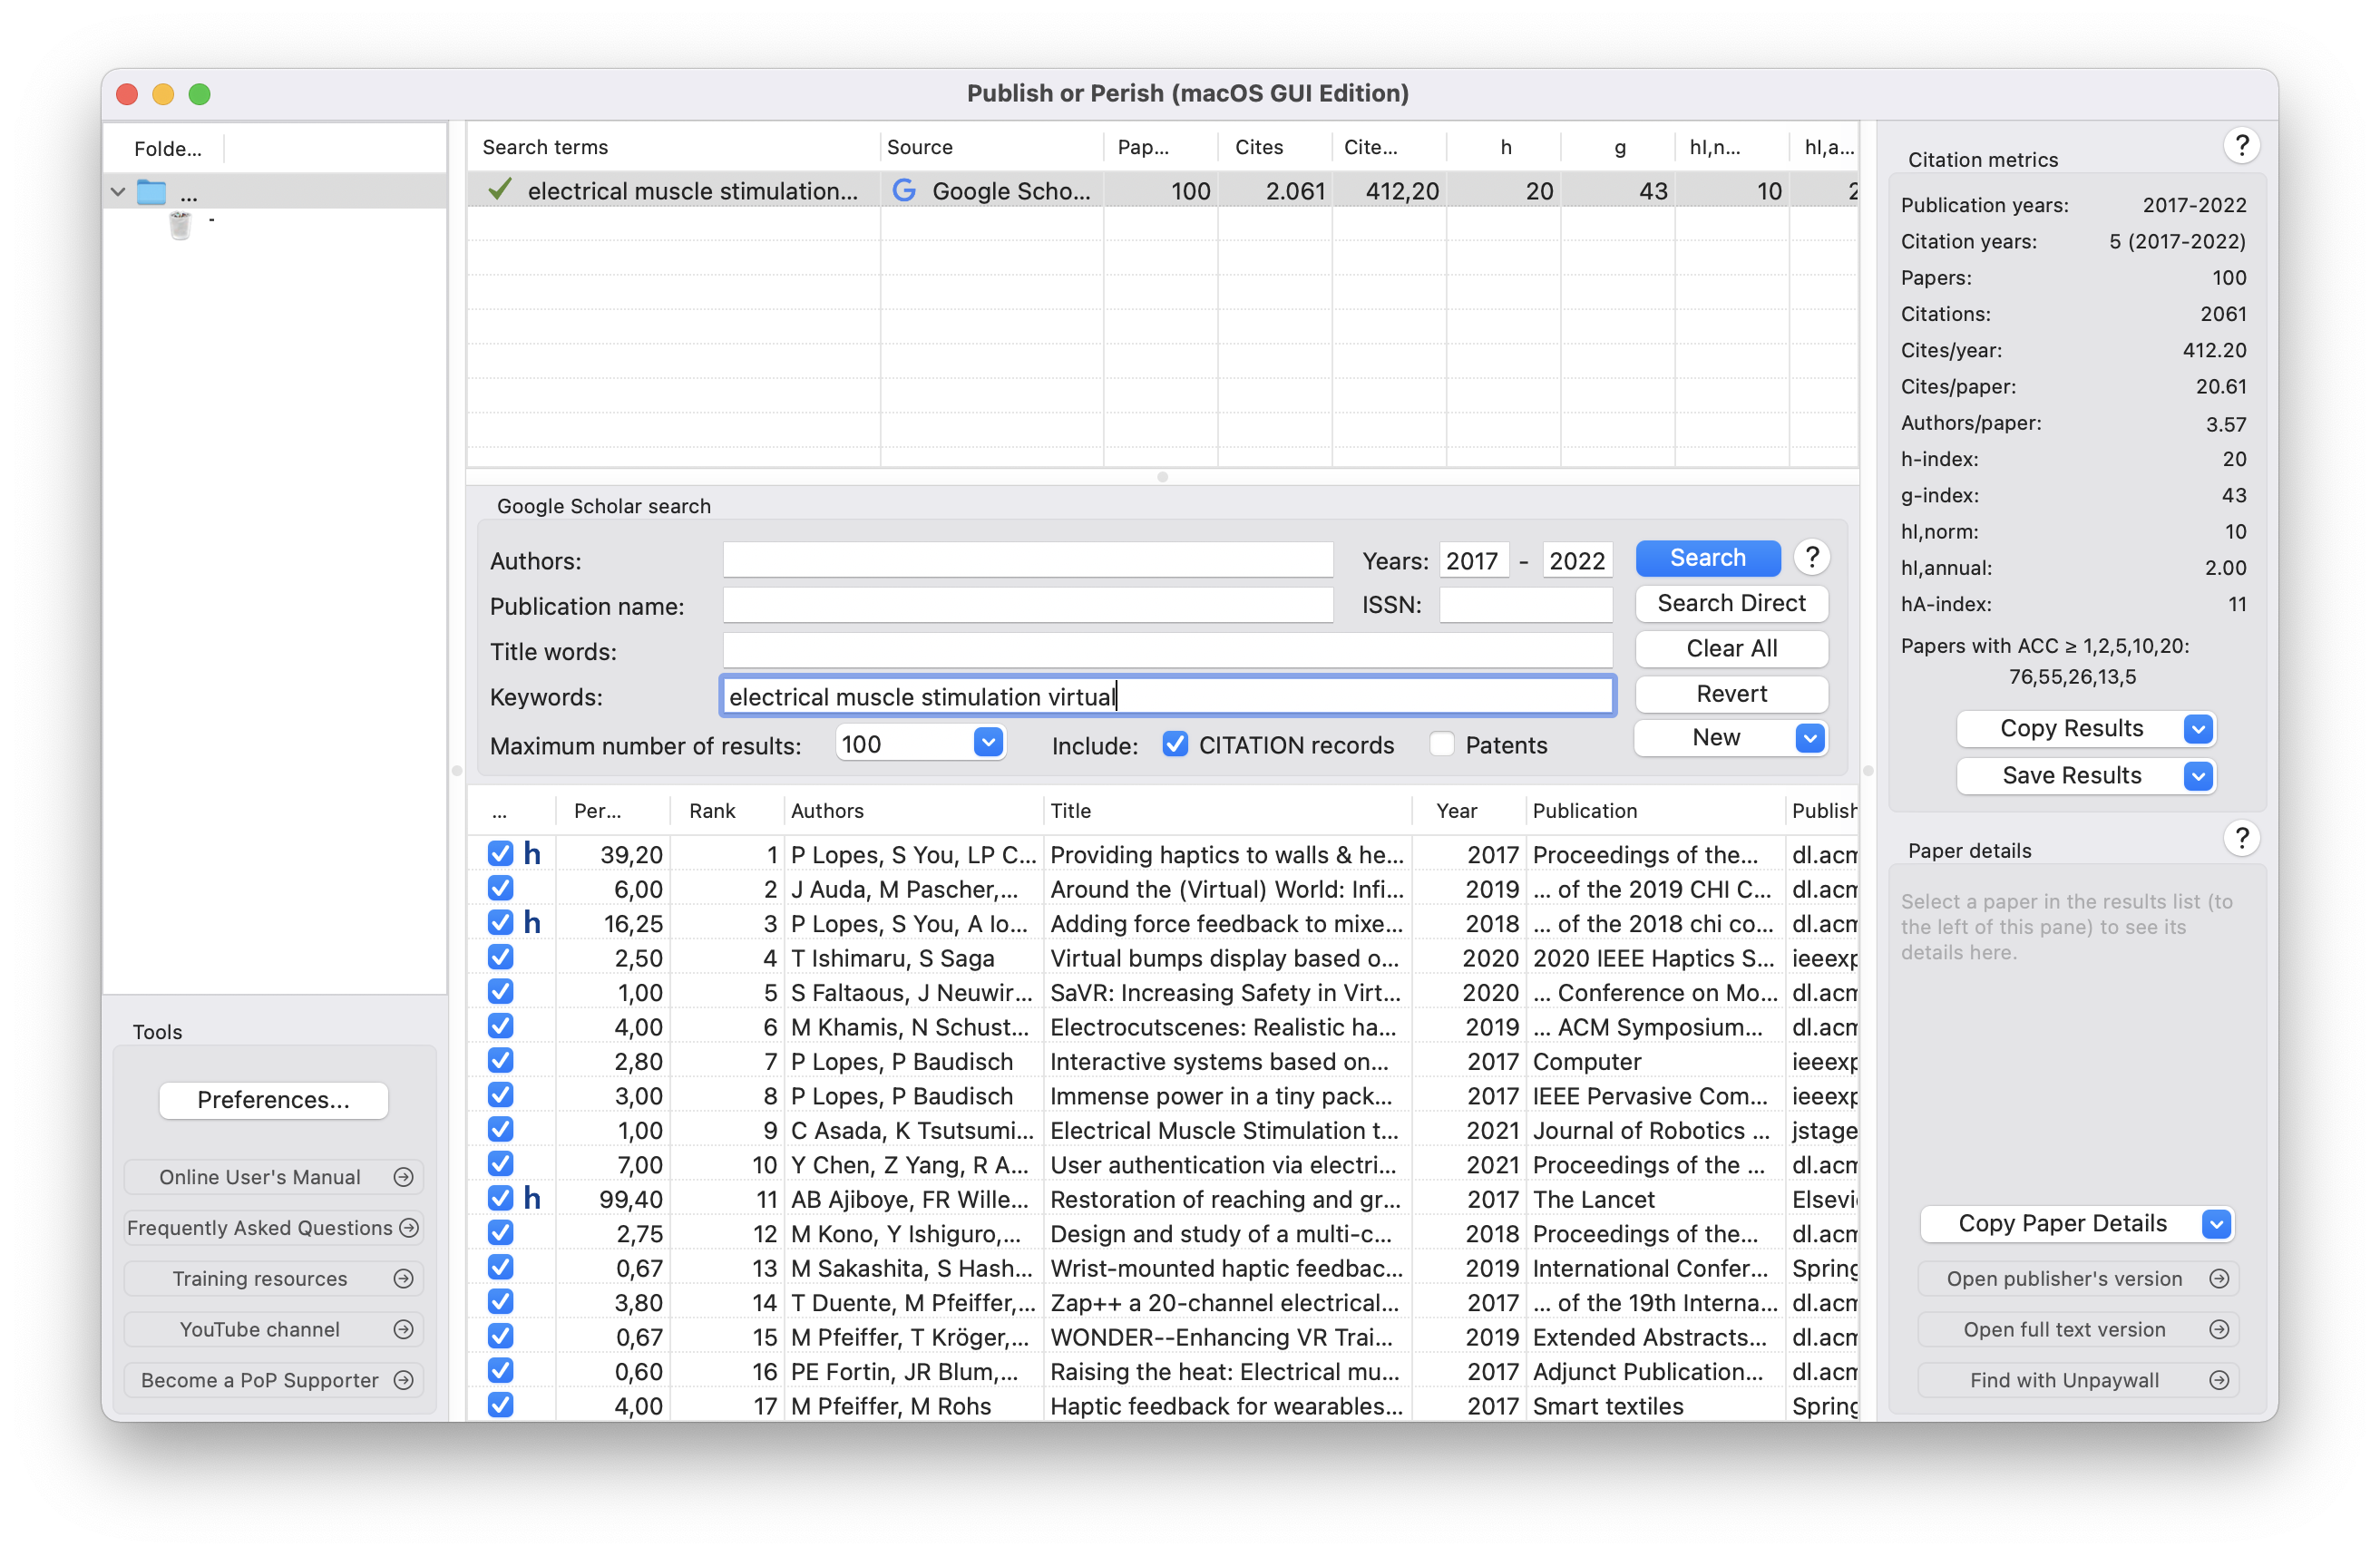 Publish or Perish (macOS GUI Edition)
Folde...
...
-
Tools
Preferences...
Online User's Manual
Frequently Asked Questions
Training resources
YouTube channel
Become a PoP Supporter
Search terms Source Pap... Cites Cite... h g hI,n... hI,a...
electrical muscle stimulation... Google Scho... 100 2.061 412,20 20 43 10 2
Google Scholar search
Authors: Years: 2017 - 2022 Search ?
Publication name: ISSN: Search Direct
Title words: Clear All
Keywords: electrical muscle stimulation virtual Revert
Maximum number of results: 100 Include: CITATION records Patents New
... Per... Rank Authors Title Year Publication Publish
h 39,20 1 P Lopes, S You, LP C... Providing haptics to walls & he... 2017 Proceedings of the... dl.acm
6,00 2 J Auda, M Pascher,... Around the (Virtual) World: Infi... 2019 ... of the 2019 CHI C... dl.acm
h 16,25 3 P Lopes, S You, A Io... Adding force feedback to mixe... 2018 ... of the 2018 chi co... dl.acm
2,50 4 T Ishimaru, S Saga Virtual bumps display based o... 2020 2020 IEEE Haptics S... ieeexp
1,00 5 S Faltaous, J Neuwir... SaVR: Increasing Safety in Virt... 2020 ... Conference on Mo... dl.acm
4,00 6 M Khamis, N Schust... Electrocutscenes: Realistic ha... 2019 ... ACM Symposium... dl.acm
2,80 7 P Lopes, P Baudisch Interactive systems based on... 2017 Computer ieeexp
3,00 8 P Lopes, P Baudisch Immense power in a tiny pack... 2017 IEEE Pervasive Com... ieeexp
1,00 9 C Asada, K Tsutsumi... Electrical Muscle Stimulation t... 2021 Journal of Robotics ... jstage
7,00 10 Y Chen, Z Yang, R A... User authentication via electri... 2021 Proceedings of the ... dl.acm
h 99,40 11 AB Ajiboye, FR Wille... Restoration of reaching and gr... 2017 The Lancet Elsevi
2,75 12 M Kono, Y Ishiguro,... Design and study of a multi-c... 2018 Proceedings of the... dl.acm
0,67 13 M Sakashita, S Hash... Wrist-mounted haptic feedbac... 2019 International Confer... Spring
3,80 14 T Duente, M Pfeiffer,... Zap++ a 20-channel electrical... 2017 ... of the 19th Interna... dl.acm
0,67 15 M Pfeiffer, T Kröger,... WONDER--Enhancing VR Trai... 2019 Extended Abstracts... dl.acm
0,60 16 PE Fortin, JR Blum,... Raising the heat: Electrical mu... 2017 Adjunct Publication... dl.acm
4,00 17 M Pfeiffer, M Rohs Haptic feedback for wearables... 2017 Smart textiles Spring
Citation metrics ?
Publication years: 2017-2022
Citation years: 5 (2017-2022)
Papers: 100
Citations: 2061
Cites/year: 412.20
Cites/paper: 20.61
Authors/paper: 3.57
h-index: 20
g-index: 43
hI,norm: 10
hI,annual: 2.00
hA-index: 11
Papers with ACC ≥ 1,2,5,10,20:
76,55,26,13,5
Copy Results
Save Results
Paper details ?
Select a paper in the results list (to
the left of this pane) to see its
details here.
Copy Paper Details
Open publisher's version
Open full text version
Find with Unpaywall